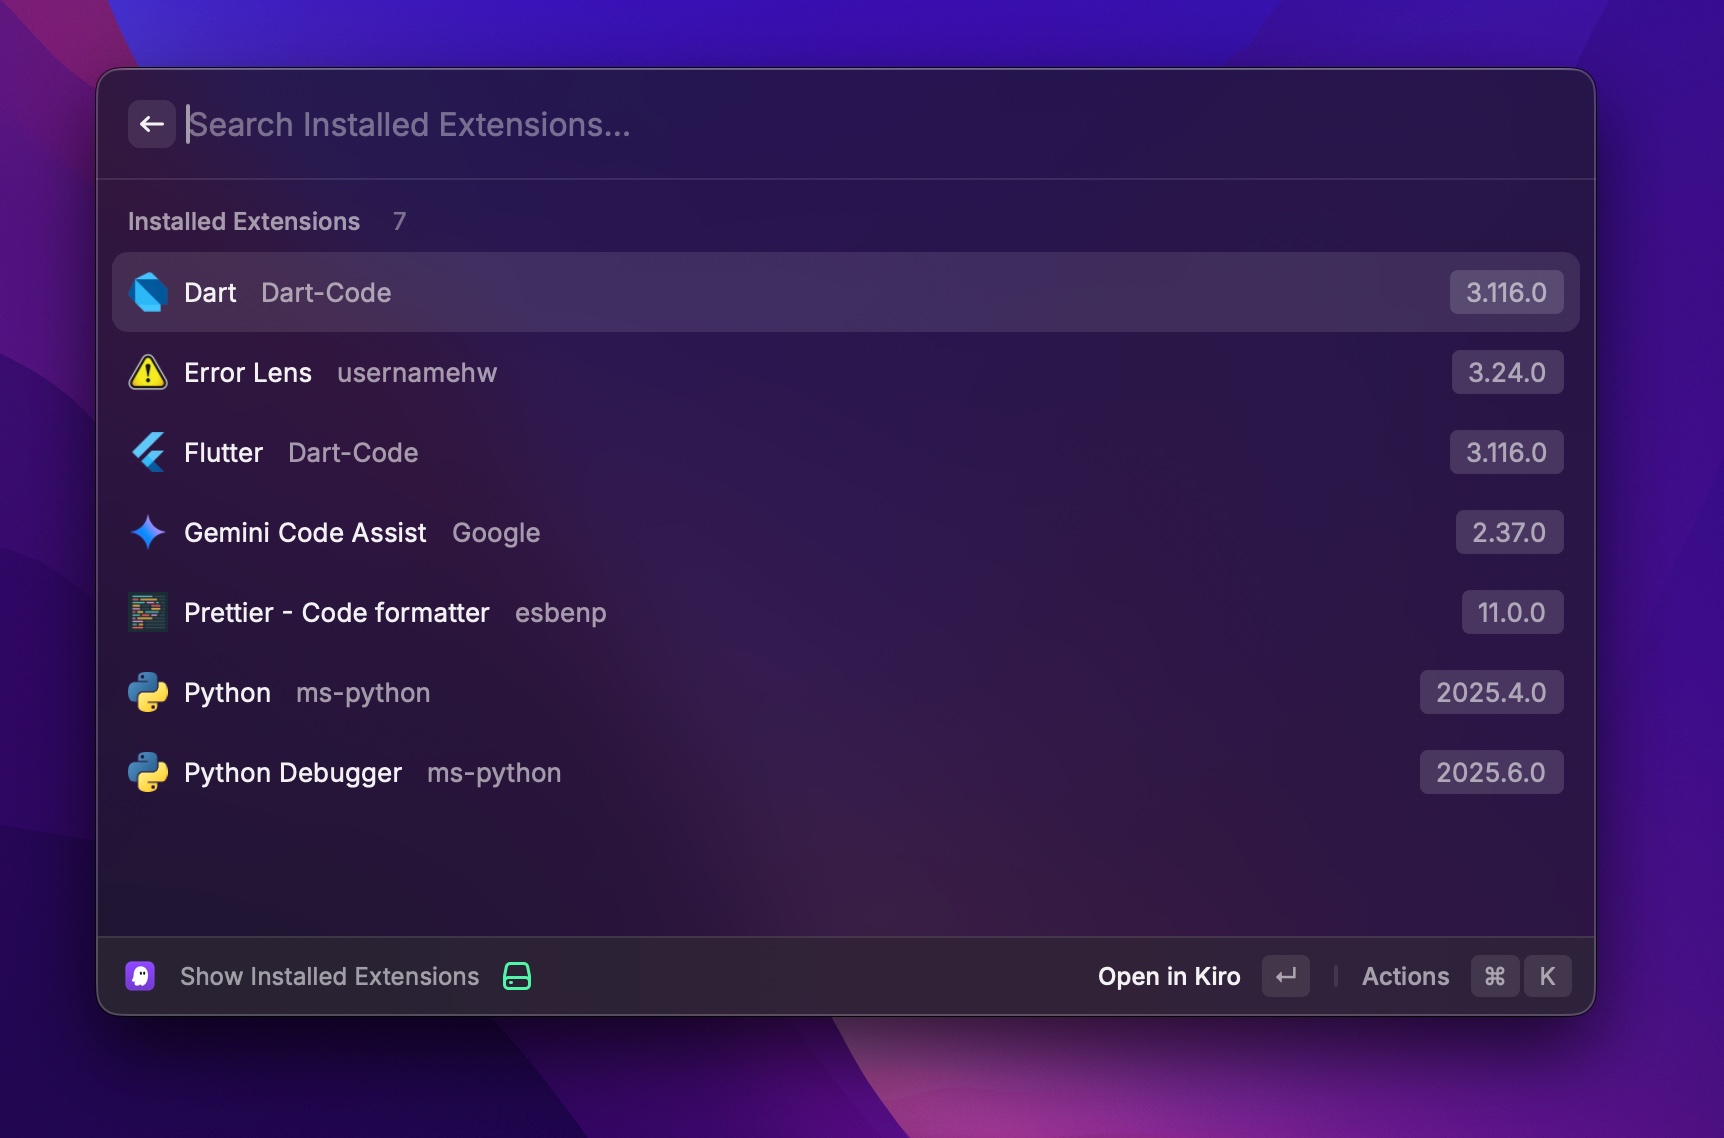 Search Installed Extensions...
Installed Extensions 7
Dart Dart-Code 3.116.0
Error Lens usernamehw 3.24.0
Flutter Dart-Code 3.116.0
Gemini Code Assist Google 2.37.0
Prettier - Code formatter esbenp 11.0.0
Python ms-python 2025.4.0
Python Debugger ms-python 2025.6.0
Show Installed Extensions Open in Kiro ↵ Actions ⌘ K